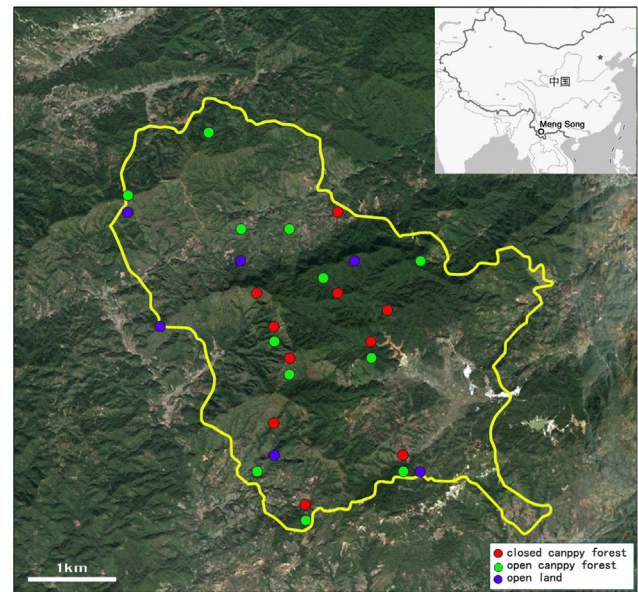 中国
Meng Song
1km
closed canppy forest
open canppy forest
open land